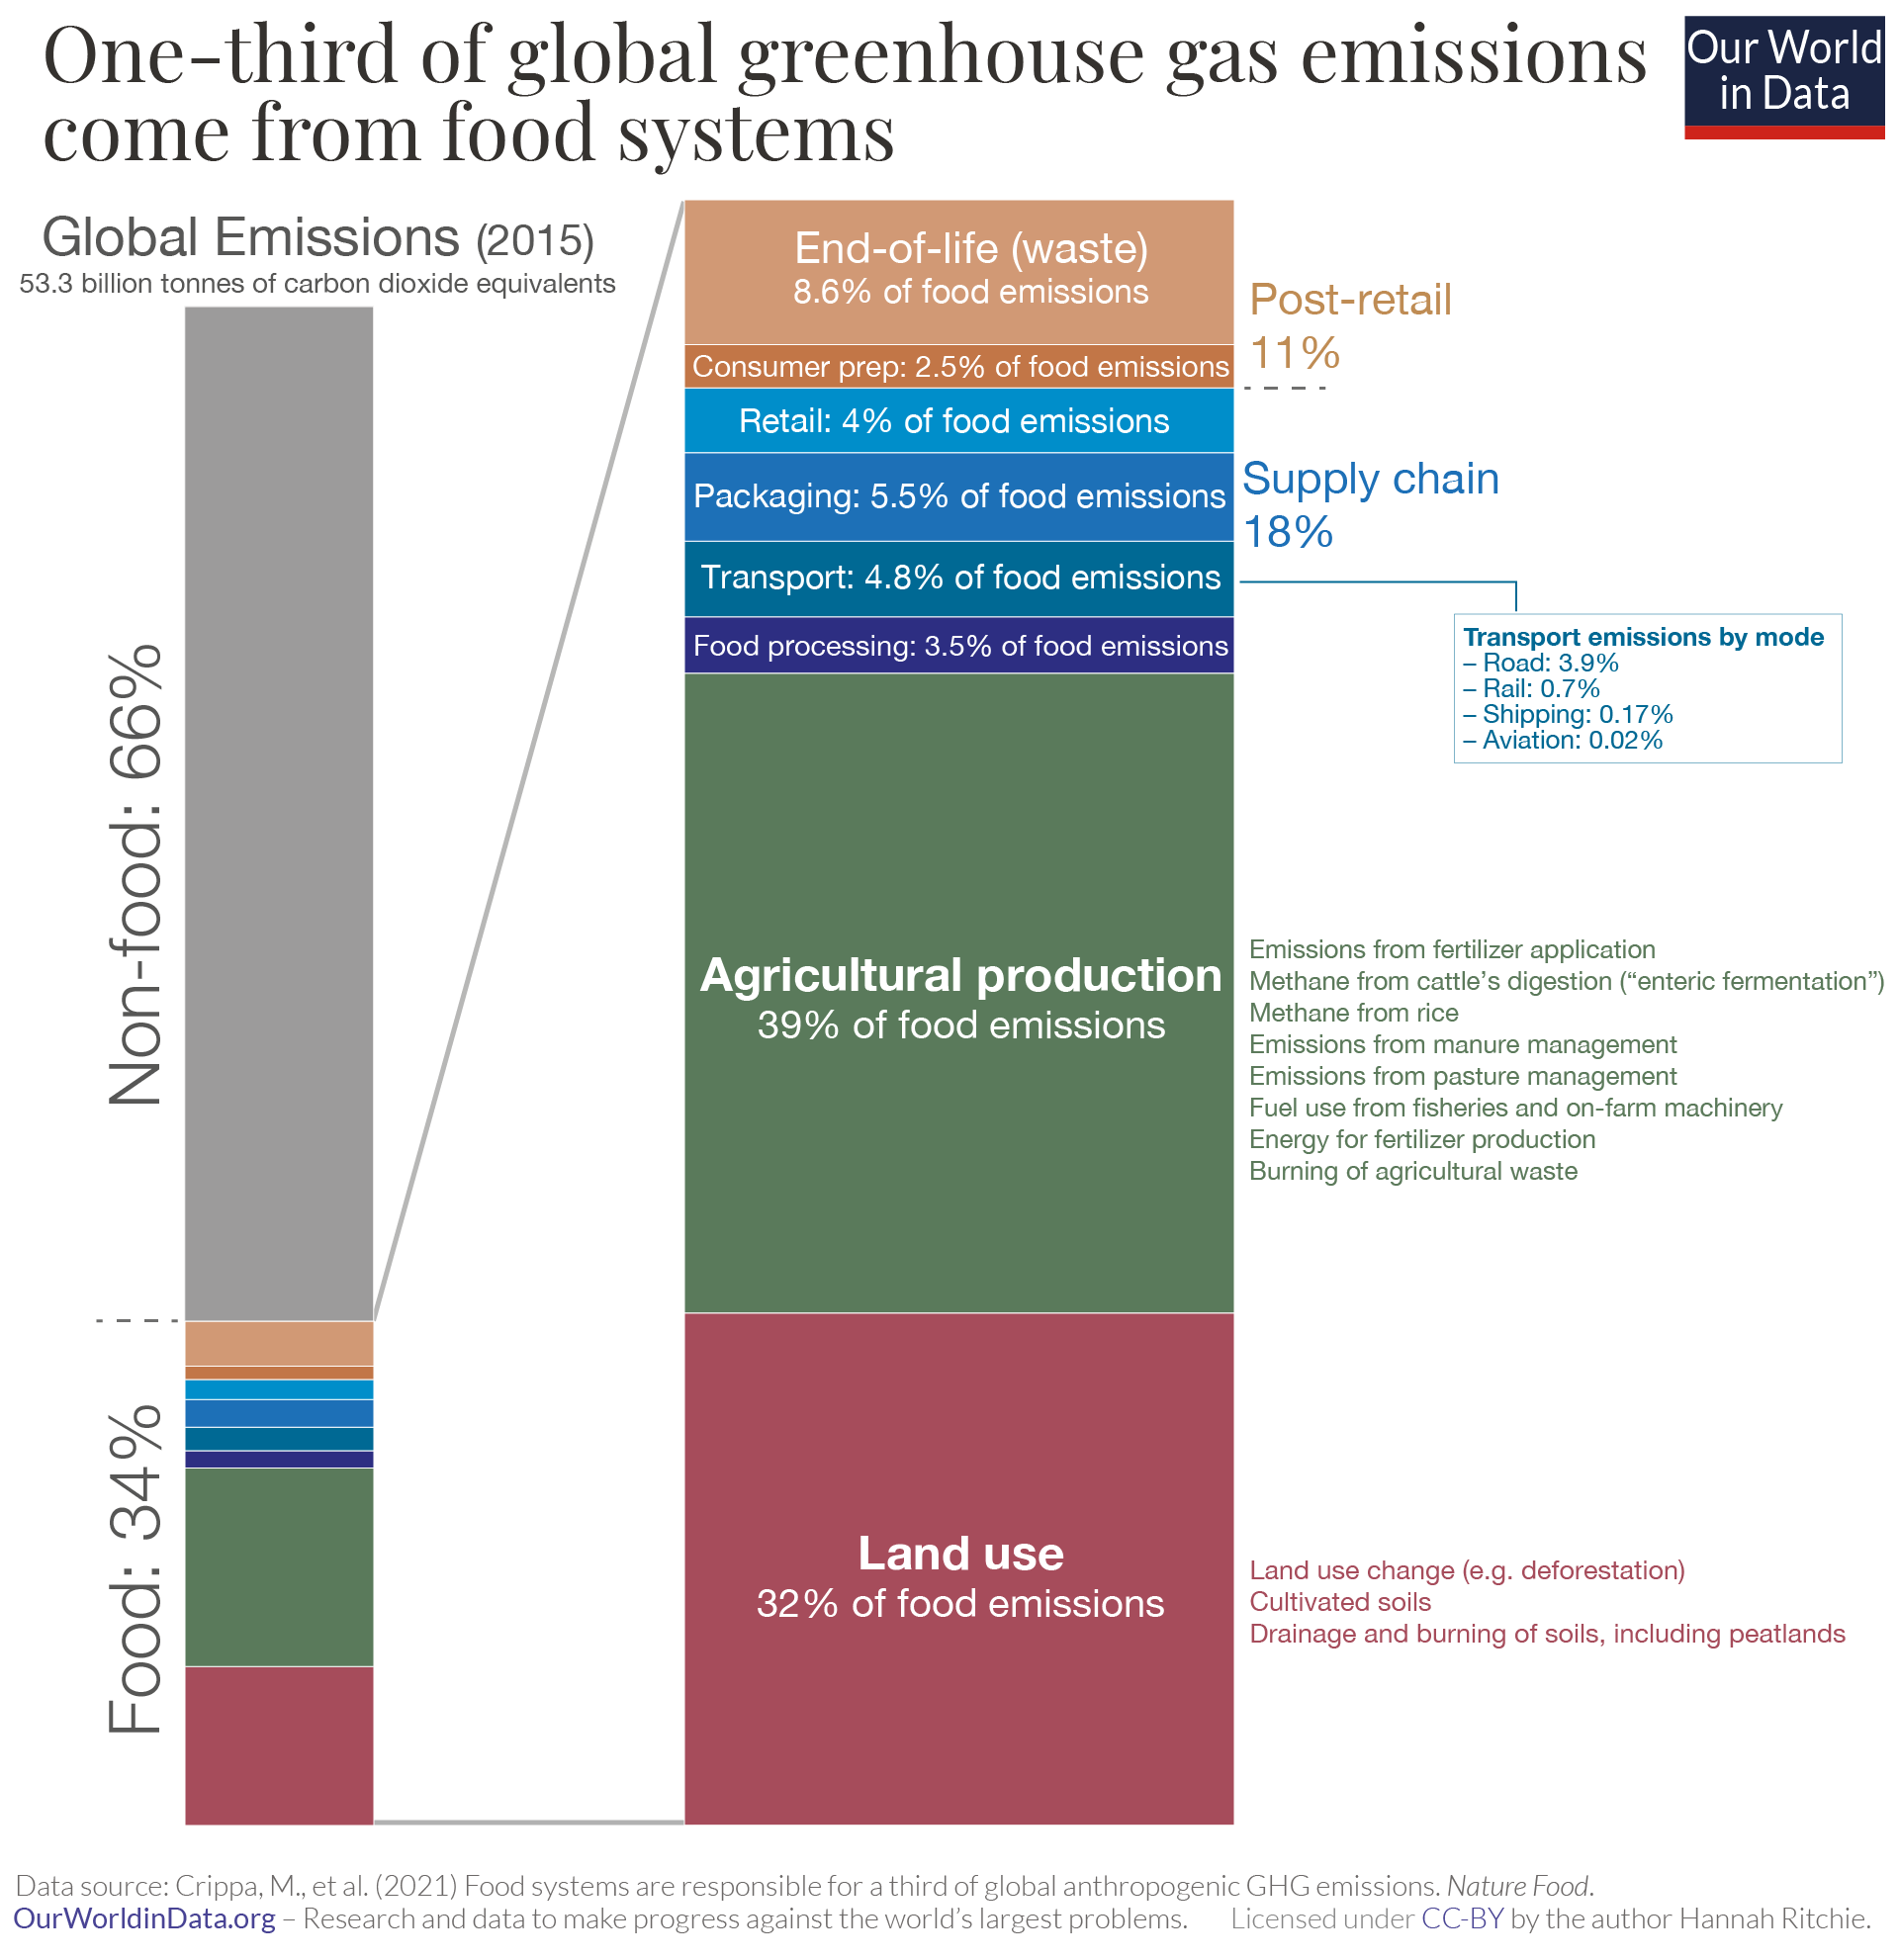 One-third of global greenhouse gas emissions
come from food systems
Our World
in Data
Global Emissions (2015)
53.3 billion tonnes of carbon dioxide equivalents
Non-food: 66%
Food: 34%
End-of-life (waste)
8.6% of food emissions
Consumer prep: 2.5% of food emissions
Post-retail
11%
Retail: 4% of food emissions
Packaging: 5.5% of food emissions
Transport: 4.8% of food emissions
Food processing: 3.5% of food emissions
Supply chain
18%
Transport emissions by mode
– Road: 3.9%
– Rail: 0.7%
– Shipping: 0.17%
– Aviation: 0.02%
Agricultural production
39% of food emissions
Emissions from fertilizer application
Methane from cattle's digestion (“enteric fermentation”)
Methane from rice
Emissions from manure management
Emissions from pasture management
Fuel use from fisheries and on-farm machinery
Energy for fertilizer production
Burning of agricultural waste
Land use
32% of food emissions
Land use change (e.g. deforestation)
Cultivated soils
Drainage and burning of soils, including peatlands
Data source: Crippa, M., et al. (2021) Food systems are responsible for a third of global anthropogenic GHG emissions. Nature Food.
OurWorldinData.org – Research and data to make progress against the world's largest problems. Licensed under CC-BY by the author Hannah Ritchie.